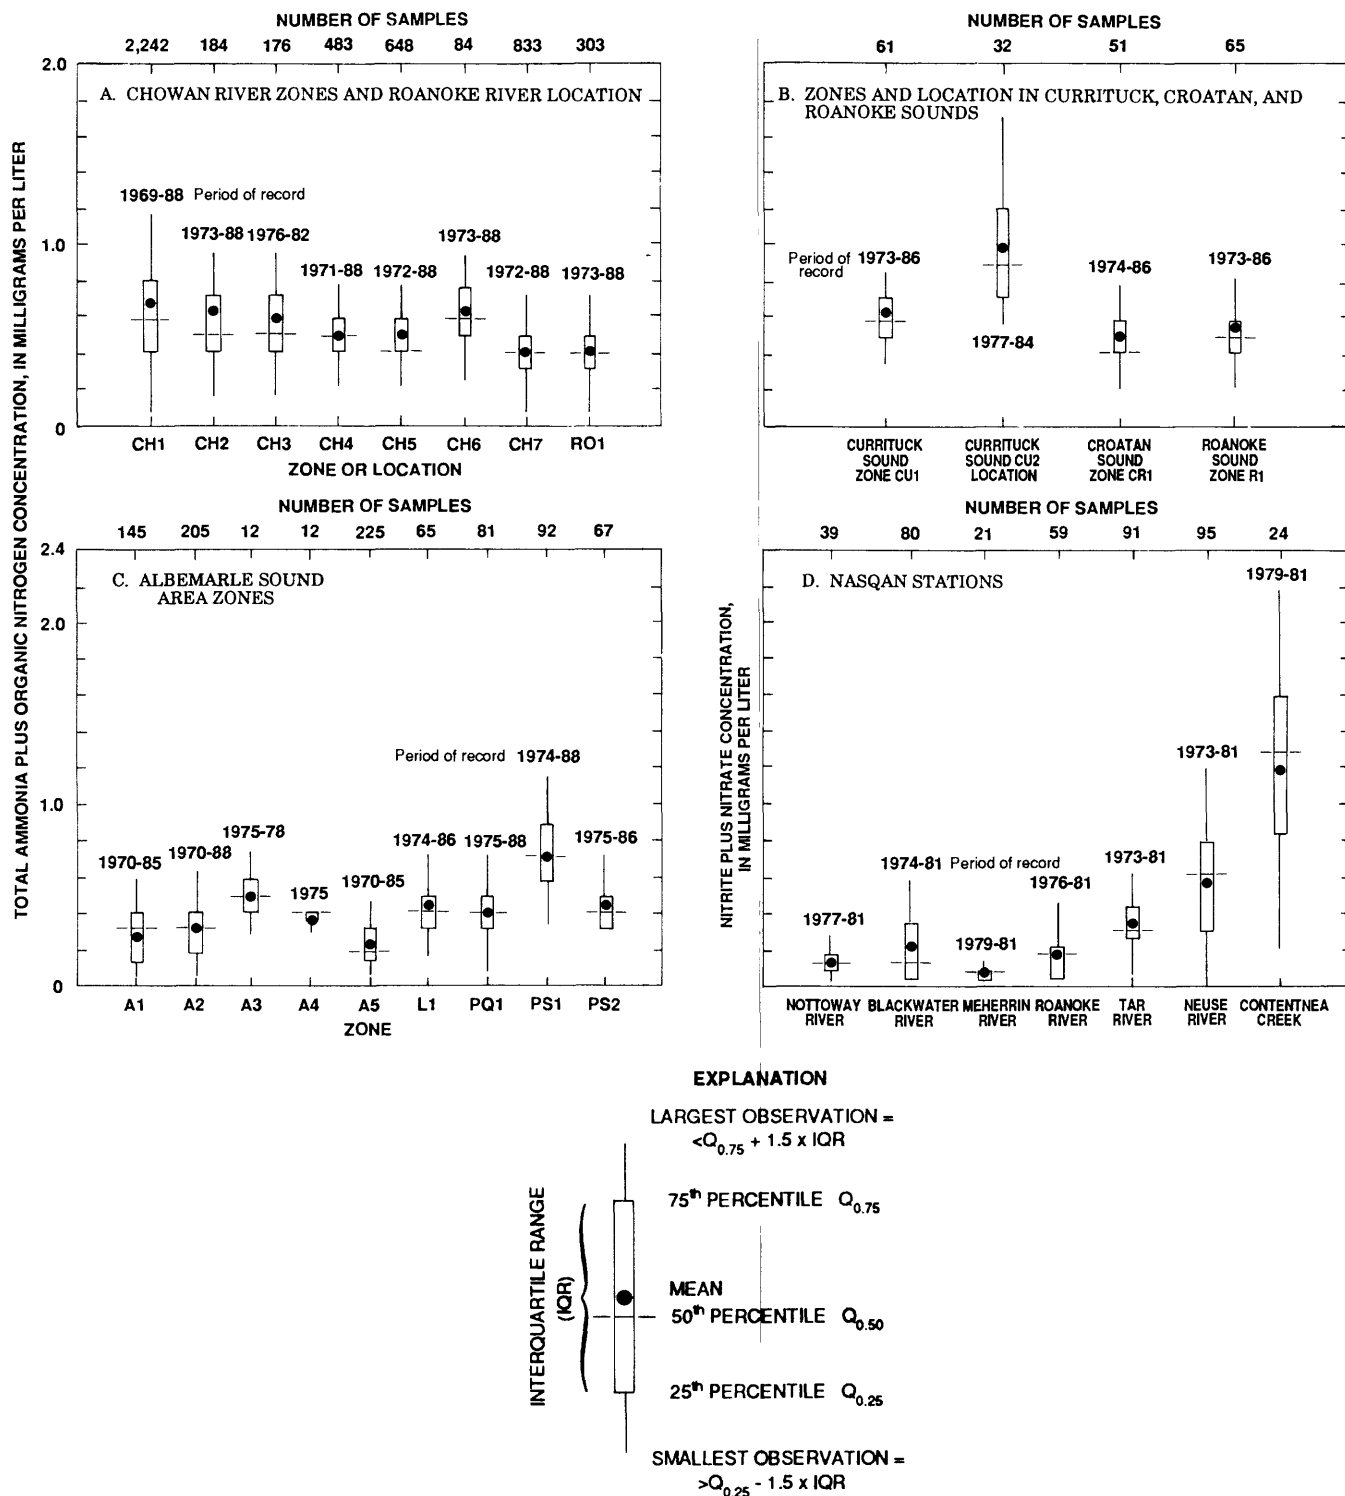 NUMBER OF SAMPLES
2,242 184 176 483 648 84 833 303
2.0
A. CHOWAN RIVER ZONES AND ROANOKE RIVER LOCATION
1969-88 Period of record
1973-88 1976-82 1973-88
1971-88 1972-88 1972-88 1973-88
1.0
0
CH1 CH2 CH3 CH4 CH5 CH6 CH7 RO1
ZONE OR LOCATION
TOTAL AMMONIA PLUS ORGANIC NITROGEN CONCENTRATION, IN MILLIGRAMS PER LITER
NUMBER OF SAMPLES
61 32 51 65
B. ZONES AND LOCATION IN CURRITUCK, CROATAN, AND
ROANOKE SOUNDS
Period of
record
1973-86
1977-84
1974-86
1973-86
CURRITUCK
SOUND
ZONE CU1
CURRITUCK
SOUND CU2
LOCATION
CROATAN
SOUND
ZONE CR1
ROANOKE
SOUND
ZONE R1
NUMBER OF SAMPLES
145 205 12 12 225 65 81 92 67
2.4
C. ALBEMARLE SOUND
AREA ZONES
2.0
Period of record 1974-88
1.0
1970-85 1970-88 1975-78 1975 1970-85 1974-86 1975-88 1975-86
0
A1 A2 A3 A4 A5 L1 PQ1 PS1 PS2
ZONE
NUMBER OF SAMPLES
39 80 21 59 91 95 24
D. NASQAN STATIONS
1979-81
NITRITE PLUS NITRATE CONCENTRATION,
IN MILLIGRAMS PER LITER
1973-81
1974-81 Period of record 1973-81
1976-81
1977-81
1979-81
NOTTOWAY
RIVER
BLACKWATER
RIVER
MEHERRIN
RIVER
ROANOKE
RIVER
TAR
RIVER
NEUSE
RIVER
CONTENTNEA
CREEK
EXPLANATION
LARGEST OBSERVATION =
<Q0.75 + 1.5 x IQR
75th PERCENTILE Q0.75
INTERQUARTILE RANGE
(IQR)
MEAN
50th PERCENTILE Q0.50
25th PERCENTILE Q0.25
SMALLEST OBSERVATION =
>Q0.25 - 1.5 x IQR